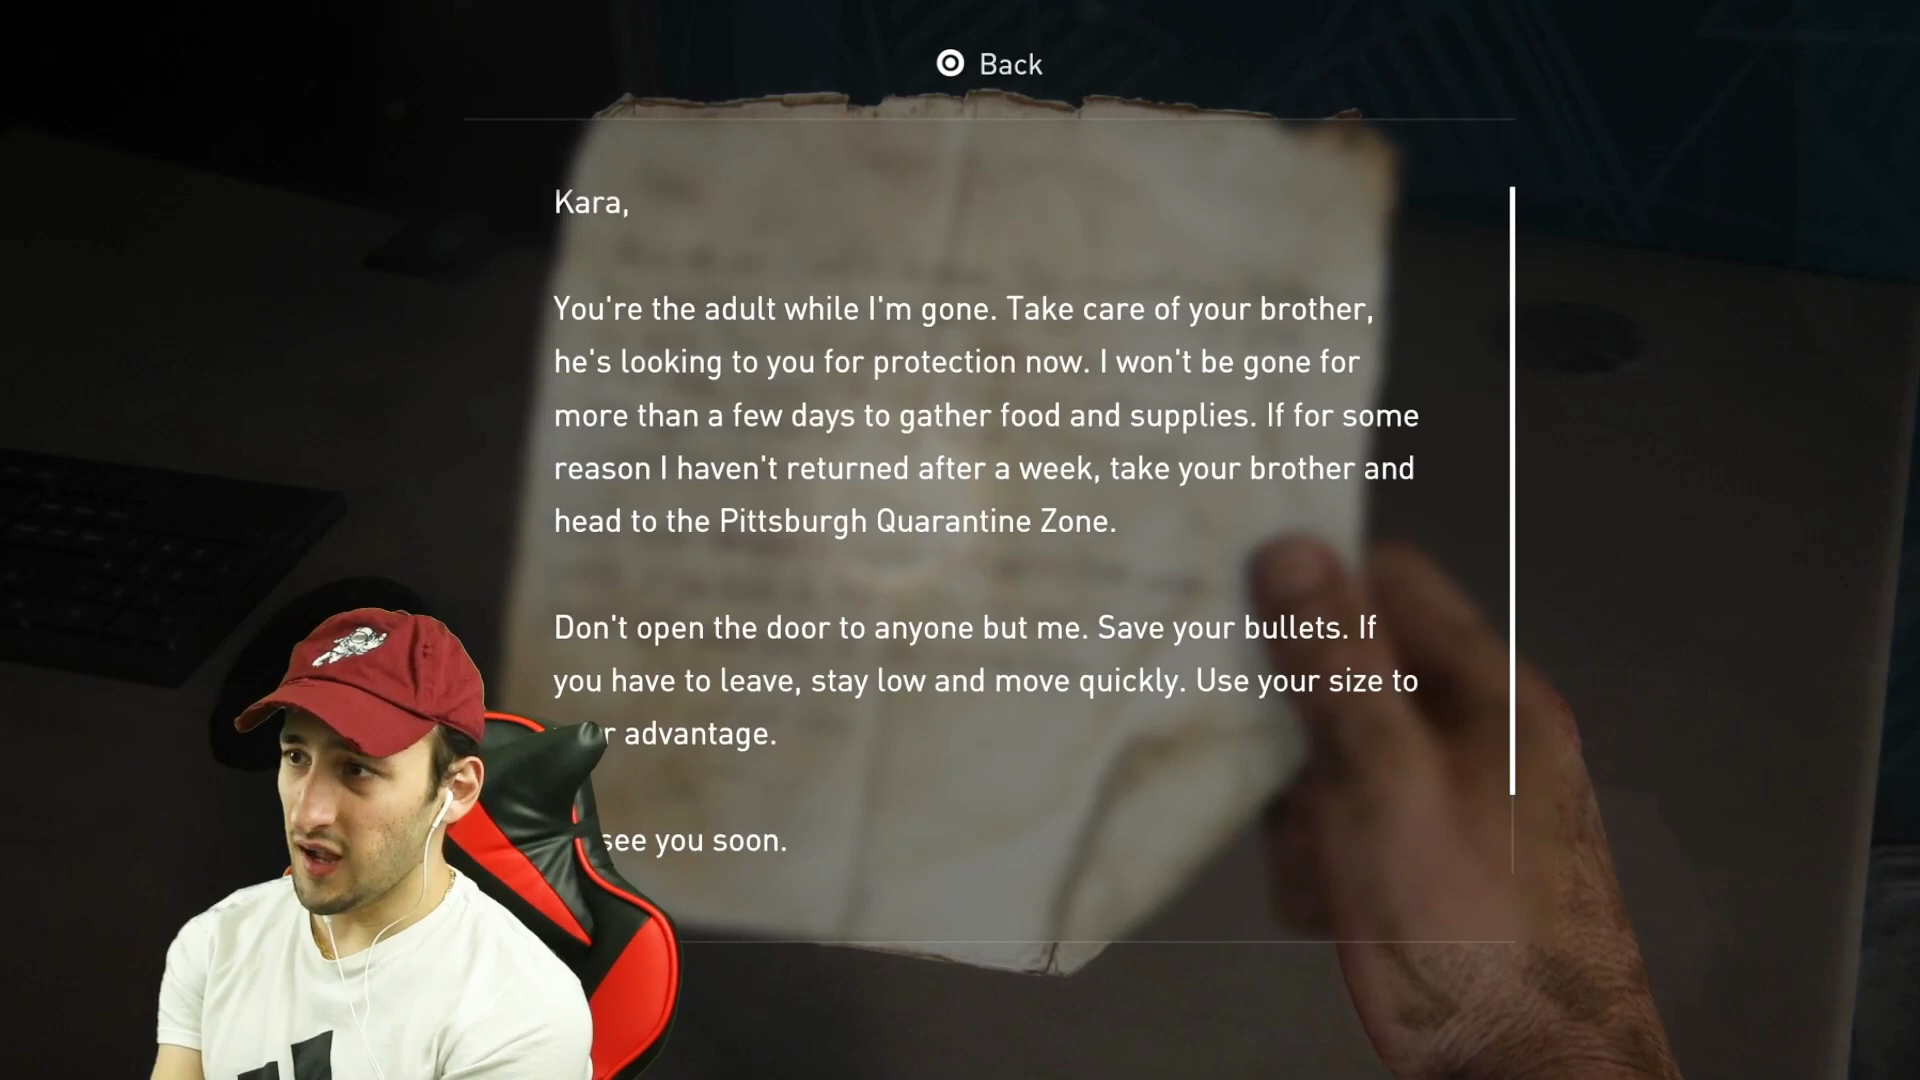 Back
Kara,
You're the adult while I'm gone. Take care of your brother,
he's looking to you for protection now. I won't be gone for
more than a few days to gather food and supplies. If for some
reason I haven't returned after a week, take your brother and
head to the Pittsburgh Quarantine Zone.
Don't open the door to anyone but me. Save your bullets. If
you have to leave, stay low and move quickly. Use your size to
r advantage.
see you soon.